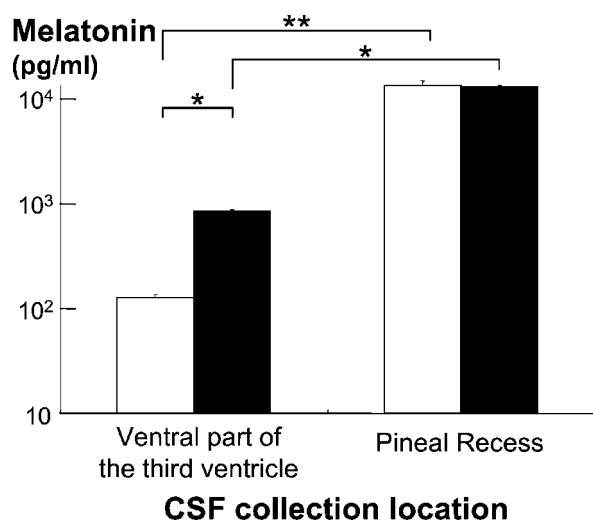 Melatonin
(pg/ml)
**
*
*
10⁴
10³
10²
10
Ventral part of
the third ventricle
Pineal Recess
CSF collection location